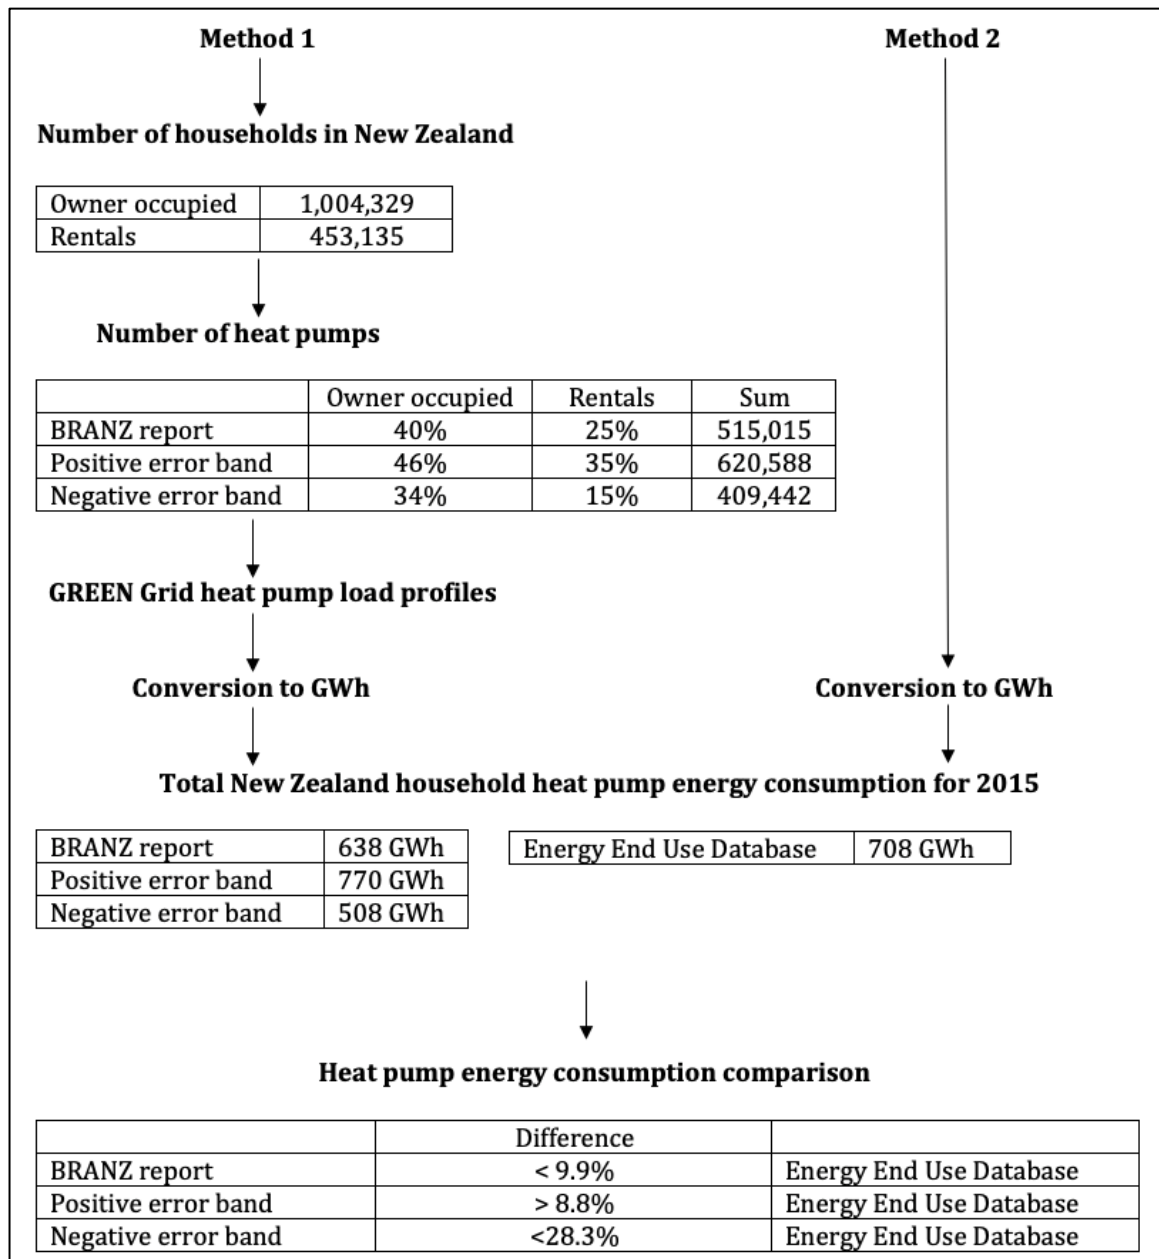 Method 1 Method 2
Number of households in New Zealand
Owner occupied 1,004,329
Rentals 453,135
Number of heat pumps
Owner occupied Rentals Sum
BRANZ report 40% 25% 515,015
Positive error band 46% 35% 620,588
Negative error band 34% 15% 409,442
GREEN Grid heat pump load profiles
Conversion to GWh Conversion to GWh
Total New Zealand household heat pump energy consumption for 2015
BRANZ report 638 GWh Energy End Use Database 708 GWh
Positive error band 770 GWh
Negative error band 508 GWh
Heat pump energy consumption comparison
Difference
BRANZ report < 9.9% Energy End Use Database
Positive error band > 8.8% Energy End Use Database
Negative error band <28.3% Energy End Use Database